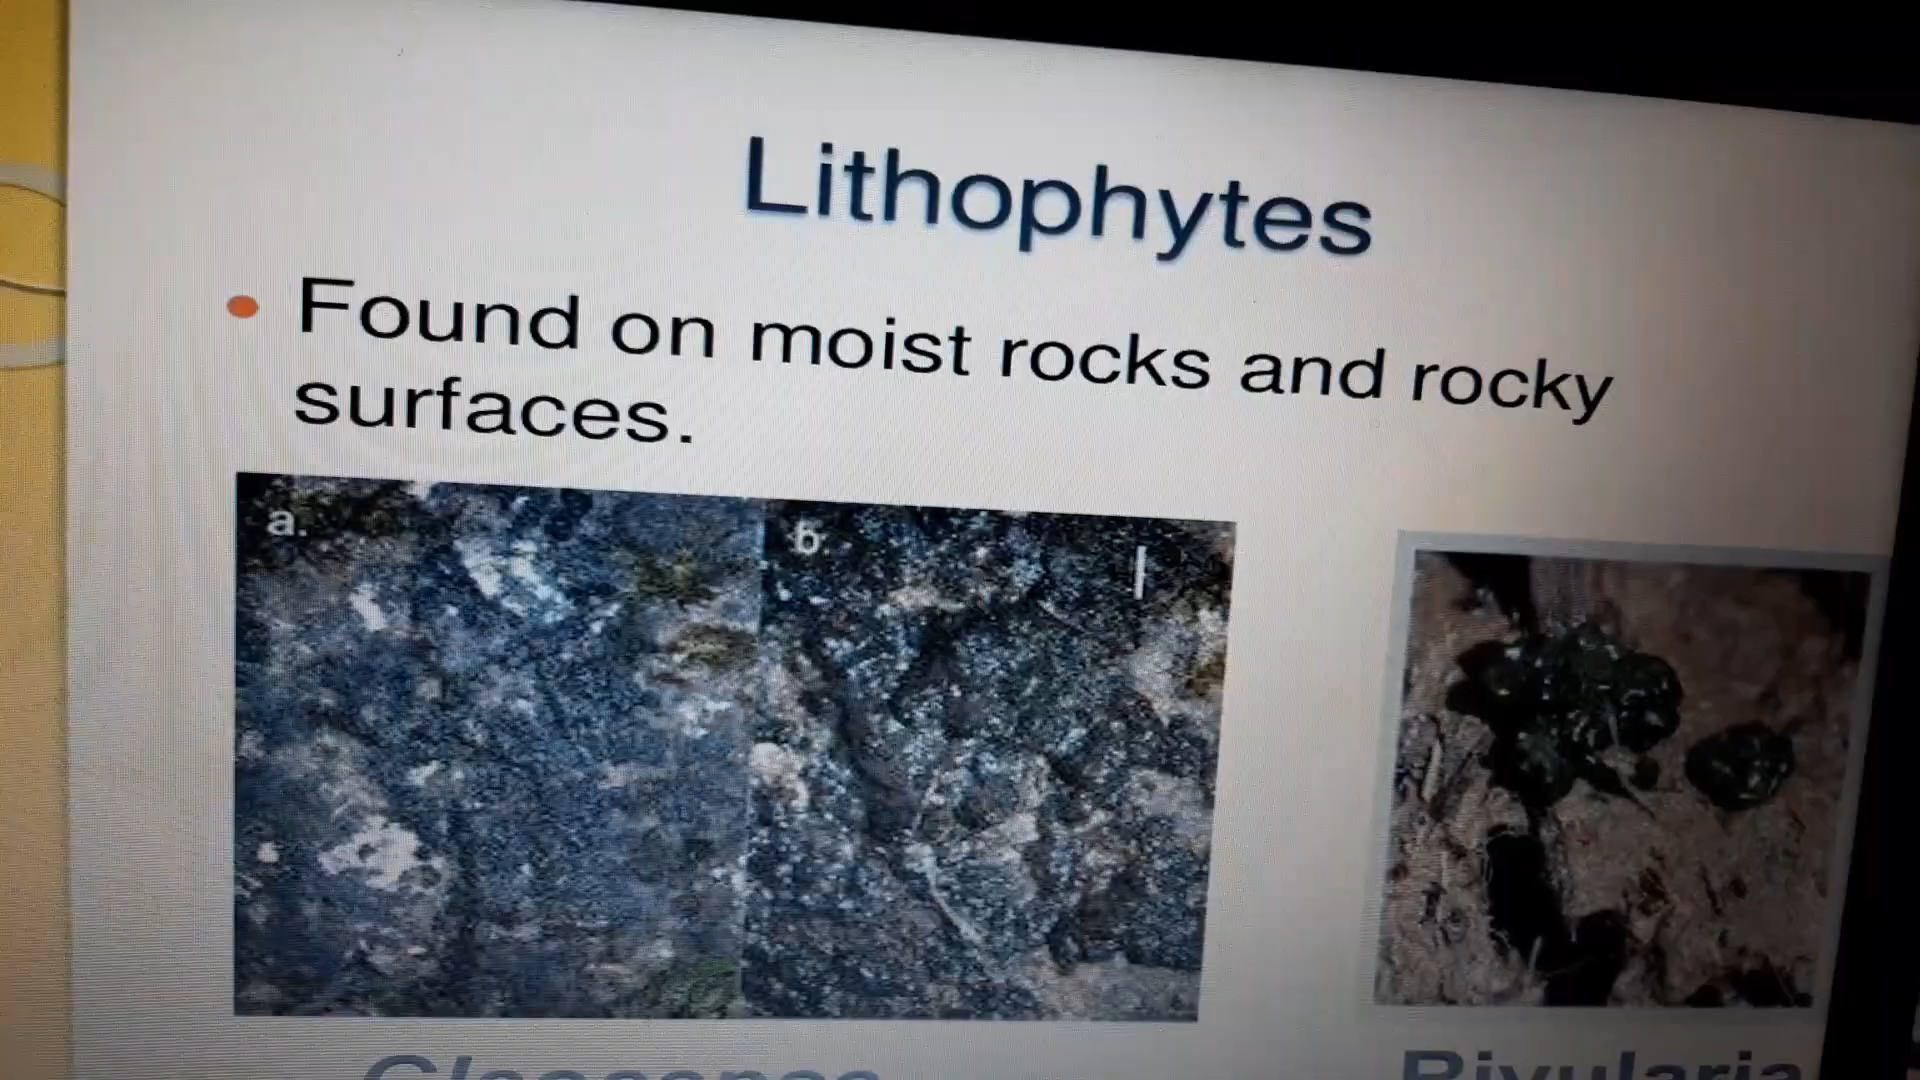 Lithophytes
• Found on moist rocks and rocky
surfaces.
a. b.
Rivularia